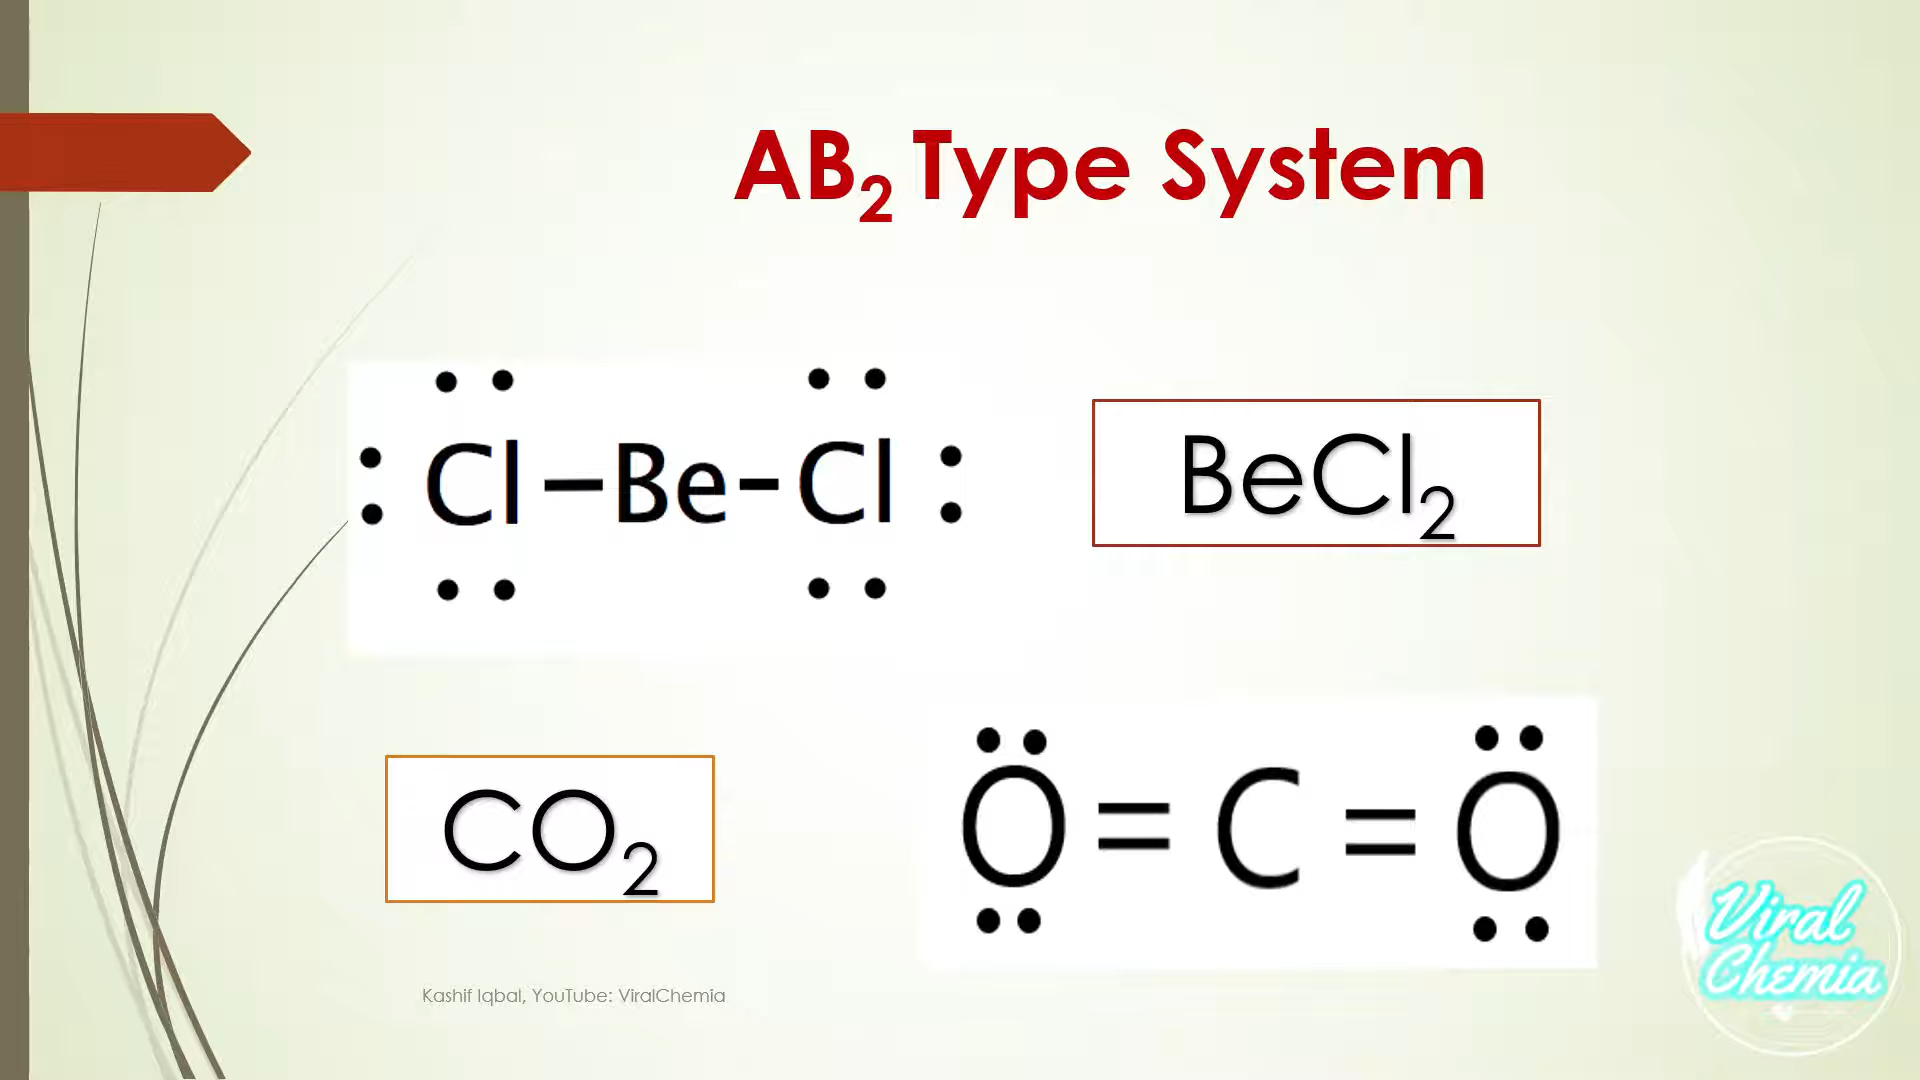 AB₂ Type System
Cl – Be - Cl
BeCl₂
CO₂
O = C = O
Kashif Iqbal, YouTube: ViralChemia
Viral
Chemia